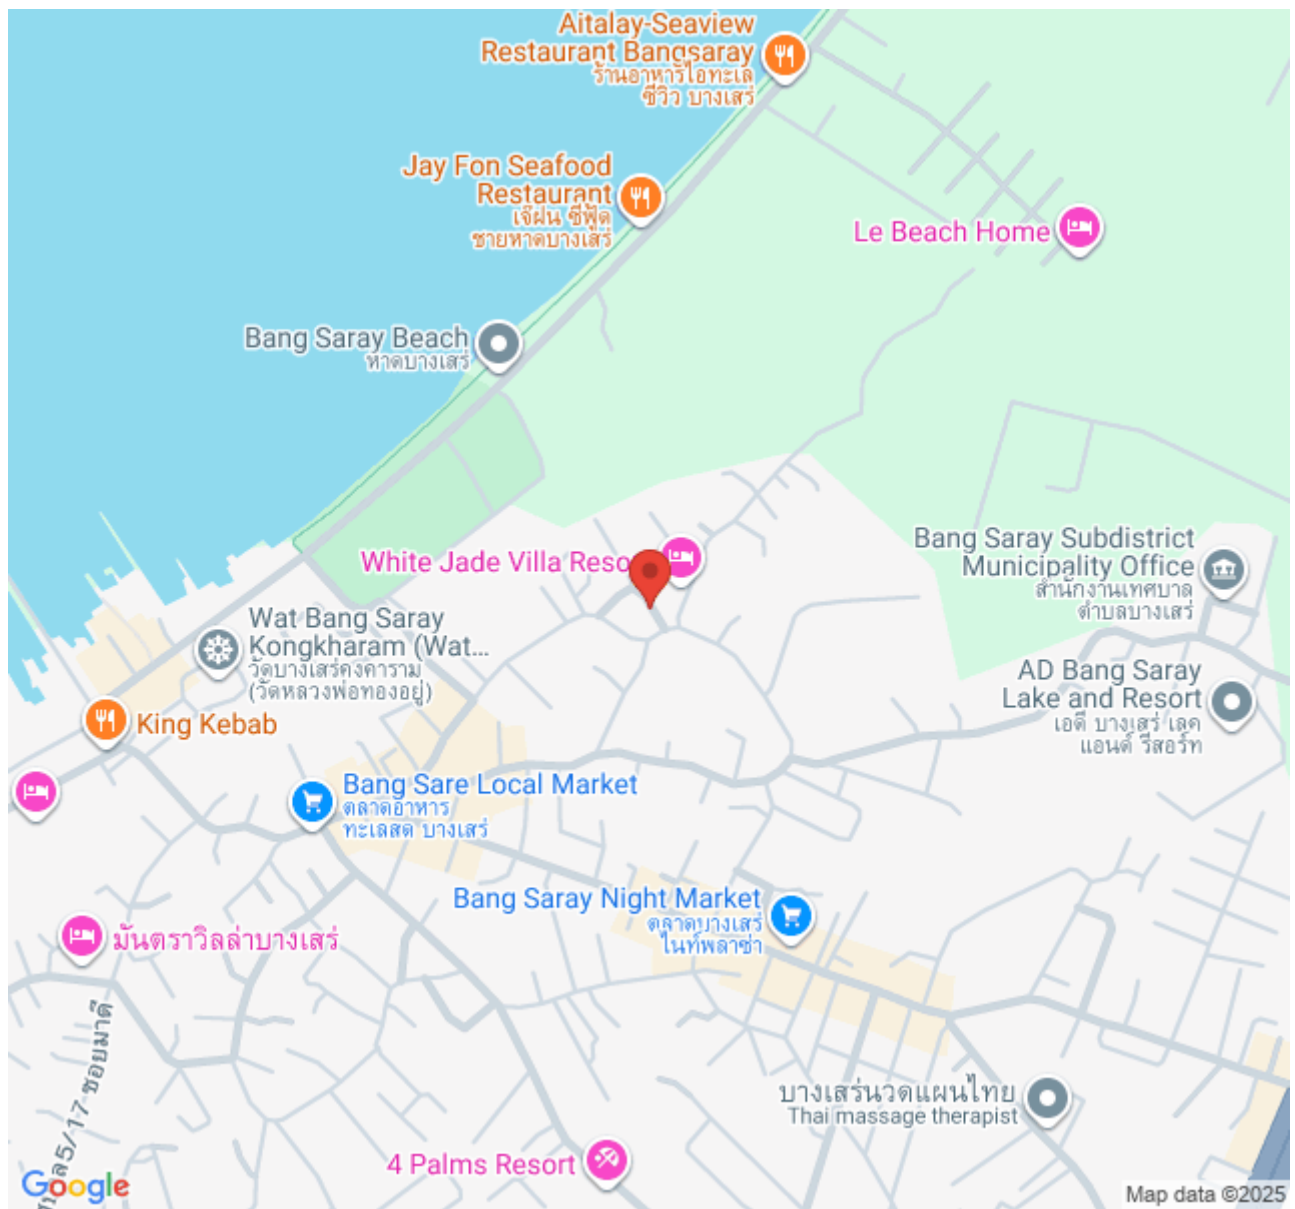 Aitalay-Seaview
Restaurant Bangsaray
ร้านอาหารไอทะเล
ซีวิว บางเสร่
Jay Fon Seafood
Restaurant
เจ๊ฝน ซีฟู้ด
ชายหาดบางเสร่
Le Beach Home
Bang Saray Beach
หาดบางเสร่
White Jade Villa Reso
Bang Saray Subdistrict
Municipality Office
สำนักงานเทศบาล
ตำบลบางเสร่
Wat Bang Saray
Kongkharam (Wat...
วัดบางเสร่คงคาราม
(วัดหลวงพ่อทองอยู่)
AD Bang Saray
Lake and Resort
เอดี บางเสร่ เลค
แอนด์ รีสอร์ท
King Kebab
Bang Sare Local Market
ตลาดอาหาร
ทะเลสด บางเสร่
Bang Saray Night Market
ตลาดบางเสร่
ไนท์พลาซ่า
มันตราวิลล่าบางเสร่
5/17 ซอยมาดี
บางเสร่นวดแผนไทย
Thai massage therapist
4 Palms Resort
Google
Map data ©2025